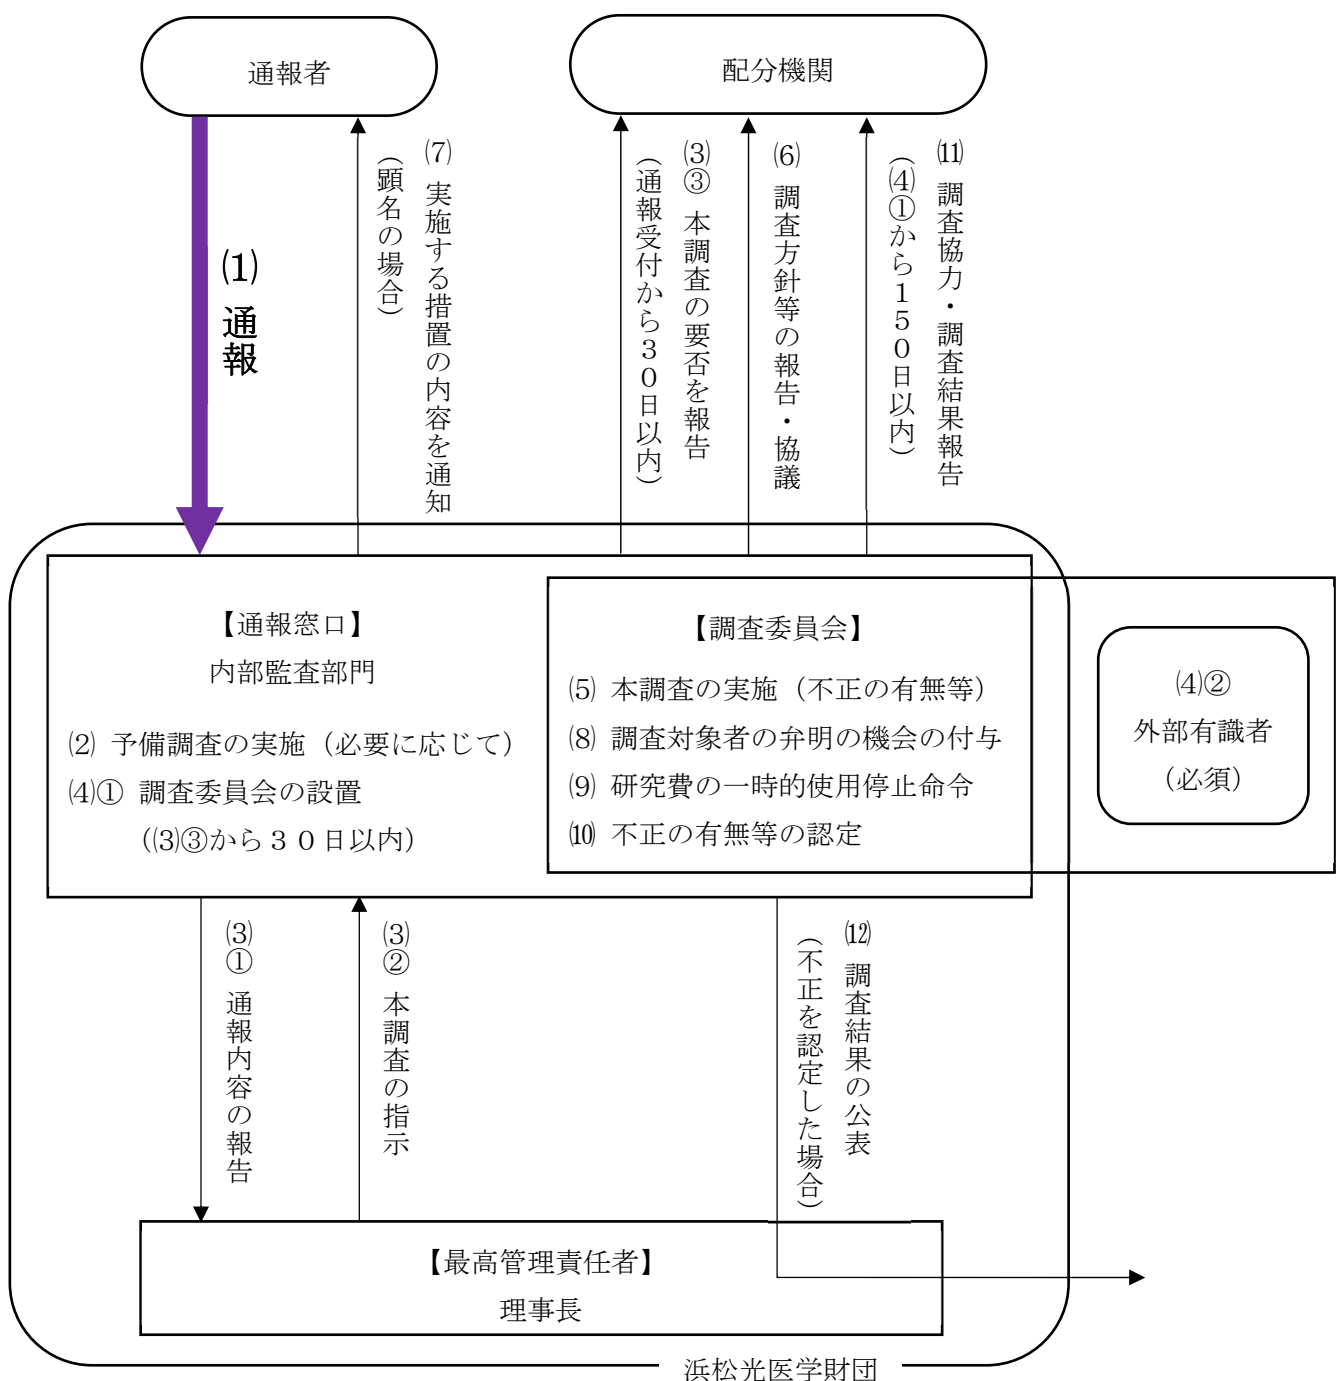 通報者
配分機関
⑴ 通報
⑺ 実施する措置の内容を通知
（顕名の場合）
⑶③ 本調査の要否を報告
（通報受付から３０日以内）
⑹ 調査方針等の報告・協議
⑾ 調査協力・調査結果報告
（⑷①から１５０日以内）
【通報窓口】
内部監査部門
⑵ 予備調査の実施（必要に応じて）
⑷① 調査委員会の設置
（⑶③から３０日以内）
【調査委員会】
⑸ 本調査の実施（不正の有無等）
⑻ 調査対象者の弁明の機会の付与
⑼ 研究費の一時的使用停止命令
⑽ 不正の有無等の認定
⑷②
外部有識者
（必須）
⑶① 通報内容の報告
⑶② 本調査の指示
⑿ 調査結果の公表
（不正を認定した場合）
【最高管理責任者】
理事長
浜松光医学財団